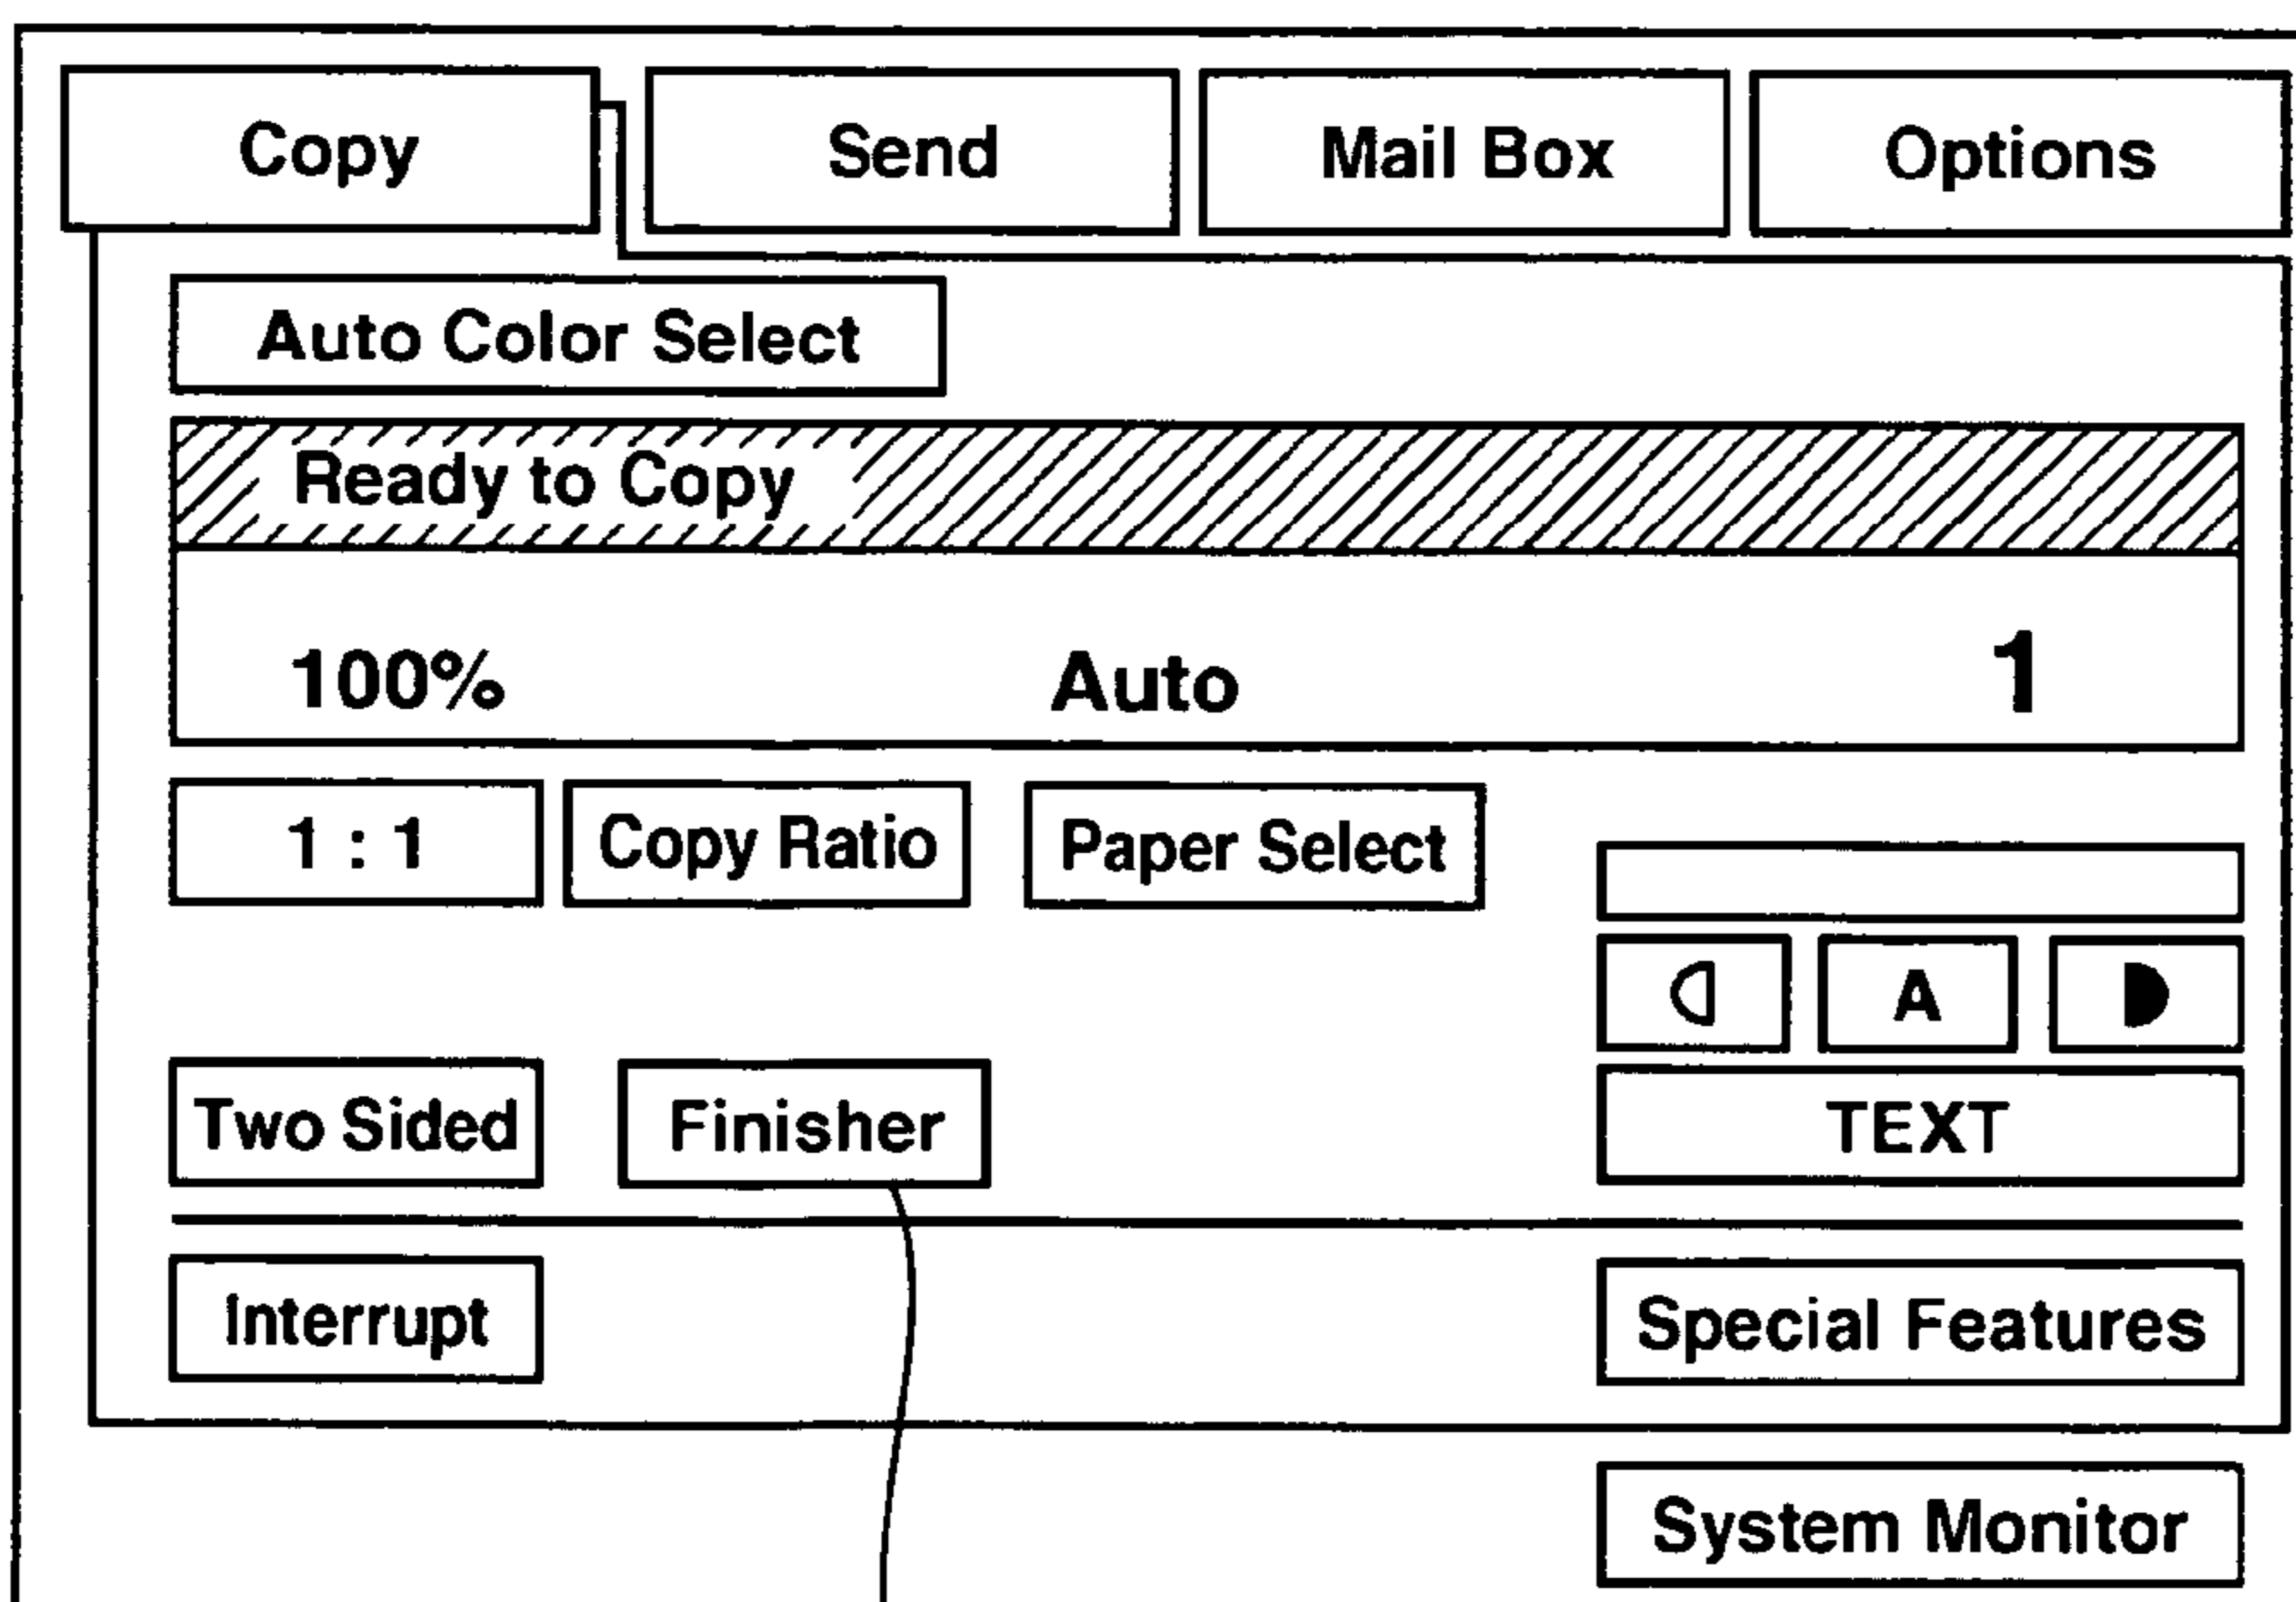 Copy Send Mail Box Options
Auto Color Select
Ready to Copy
100% Auto 1
1 : 1 Copy Ratio Paper Select
A
Two Sided Finisher TEXT
Interrupt Special Features
System Monitor